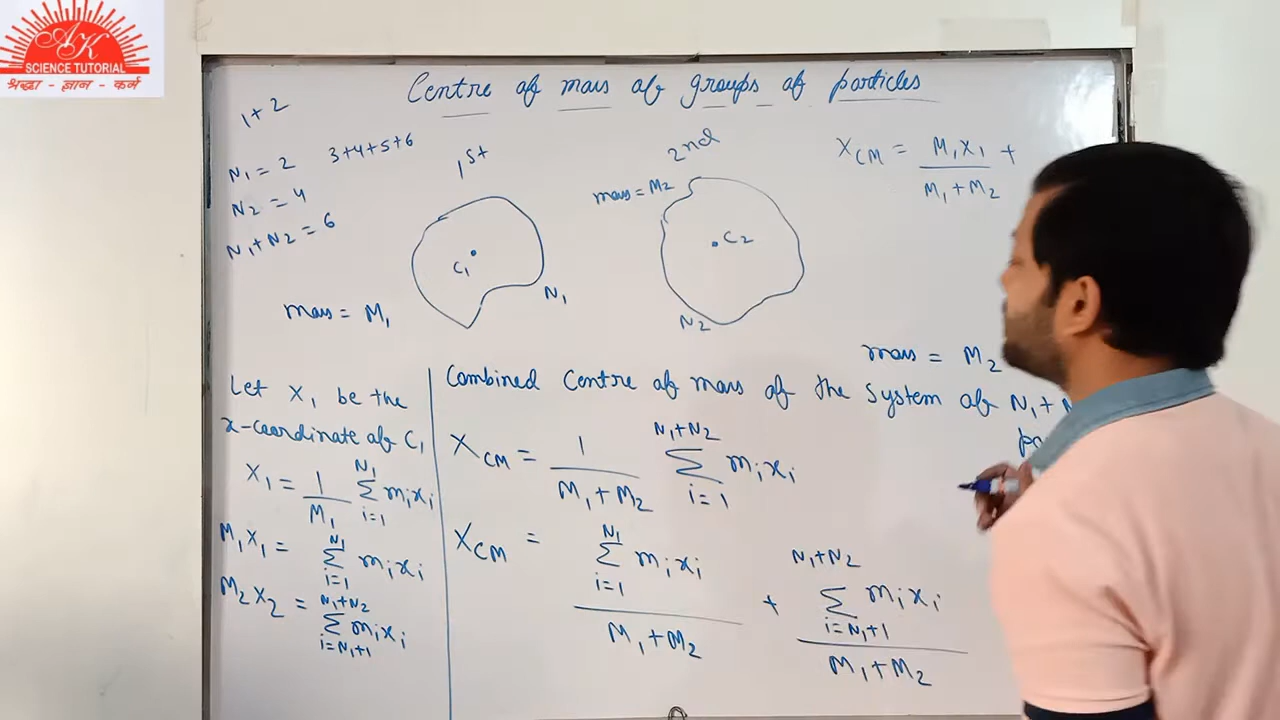 AK
SCIENCE TUTORIAL
श्रद्धा - ज्ञान - कर्म
Centre of mass of groups of particles
1+2
N₁ = 2
3+4+5+6
N₂ = 4
N₁+N₂ = 6
1st
C₁
N₁
mass = M₁
2nd
mass = M₂
C₂
N₂
X_CM = M₁X₁ / M₁+M₂ +
mass = M₂
Let X₁ be the
x-coordinate of C₁
X₁ = 1/M₁ Σ_{i=1}^{N₁} mᵢxᵢ
M₁X₁ = Σ_{i=1}^{N₁} mᵢxᵢ
M₂X₂ = Σ_{i=N₁+1}^{N₁+N₂} mᵢxᵢ
Combined Centre of mass of the System of N₁+
X_CM = 1/(M₁+M₂) Σ_{i=1}^{N₁+N₂} mᵢxᵢ
X_CM = Σ_{i=1}^{N₁} mᵢxᵢ / M₁+M₂ + Σ_{i=N₁+1}^{N₁+N₂} mᵢxᵢ / M₁+M₂